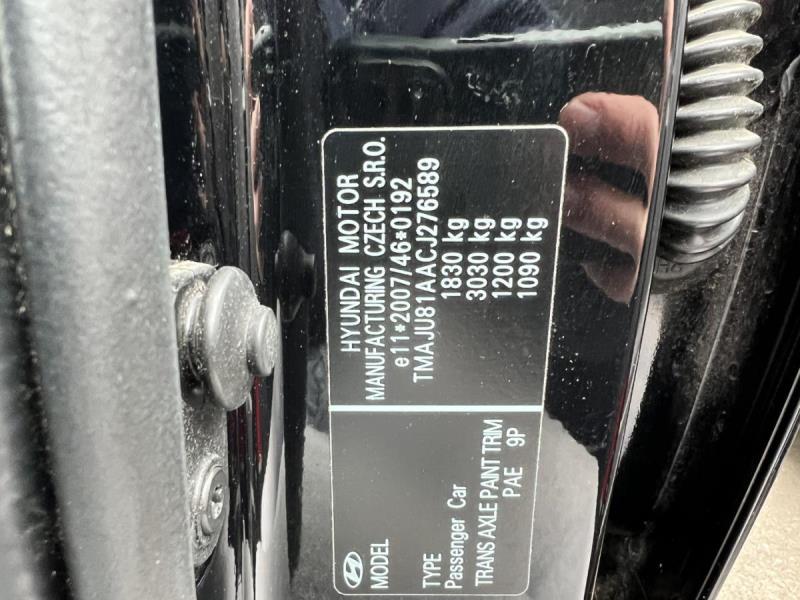 HYUNDAI MOTOR
MANUFACTURING CZECH S.R.O.
e11*2007/46*0192
TMAJU81AACJ276589
1830 kg
3030 kg
1200 kg
1090 kg
MODEL
TYPE
Passenger Car
TRANS AXLE PAINT TRIM
PAE 9P